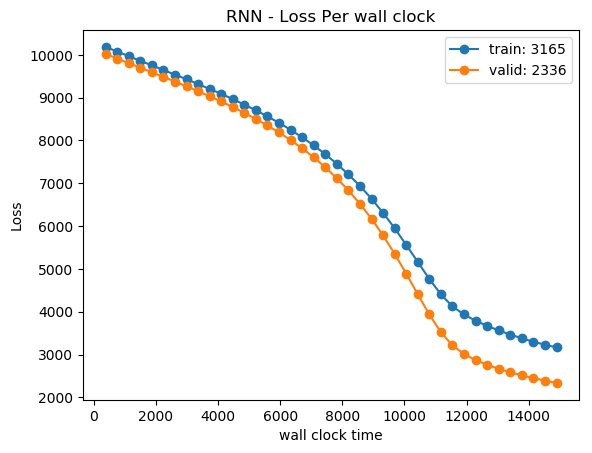 RNN - Loss Per wall clock
train: 3165
valid: 2336
Loss
10000
9000
8000
7000
6000
5000
4000
3000
2000
0 2000 4000 6000 8000 10000 12000 14000
wall clock time